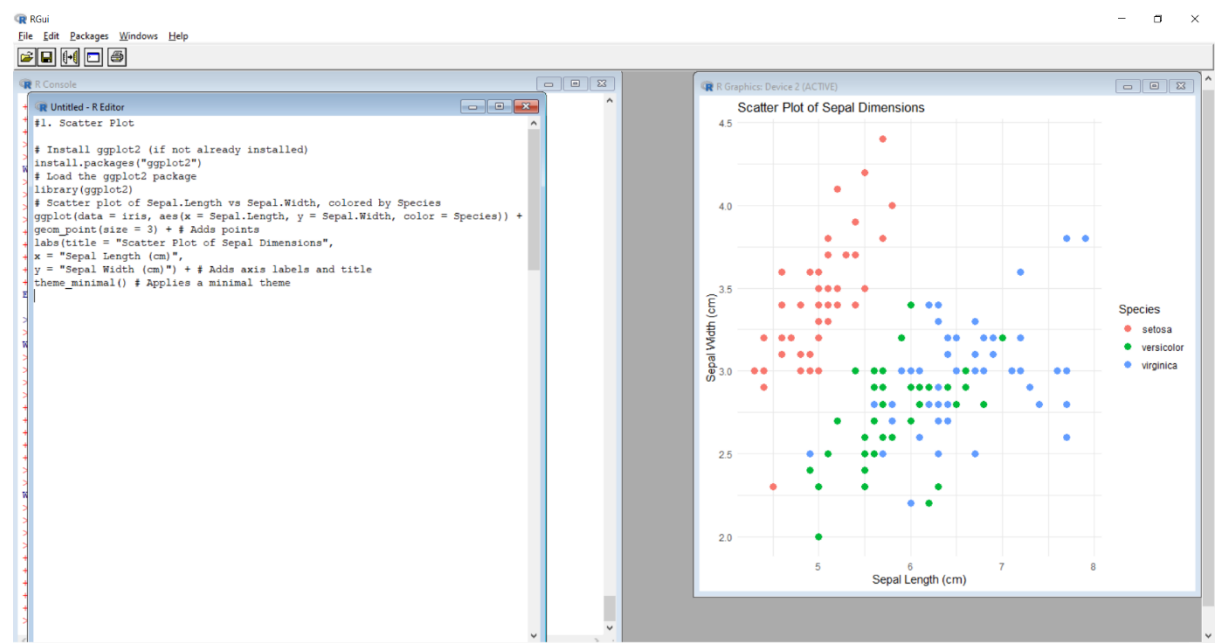 RGui
File Edit Packages Windows Help
R Console
Untitled - R Editor
#1. Scatter Plot
# Install ggplot2 (if not already installed)
install.packages("ggplot2")
# Load the ggplot2 package
library(ggplot2)
# Scatter plot of Sepal.Length vs Sepal.Width, colored by Species
ggplot(data = iris, aes(x = Sepal.Length, y = Sepal.Width, color = Species)) +
geom_point(size = 3) + # Adds points
labs(title = "Scatter Plot of Sepal Dimensions",
x = "Sepal Length (cm)",
y = "Sepal Width (cm)") + # Adds axis labels and title
theme_minimal() # Applies a minimal theme
R Graphics: Device 2 (ACTIVE)
Scatter Plot of Sepal Dimensions
4.5
4.0
3.5
3.0
2.5
2.0
Sepal Width (cm)
5 6 7 8
Sepal Length (cm)
Species
setosa
versicolor
virginica